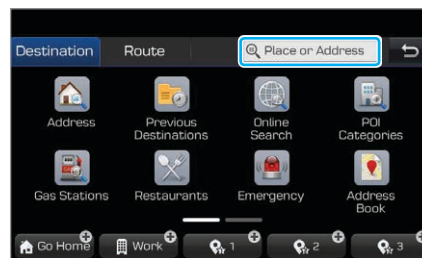 Destination Route Place or Address
Address Previous Destinations Online Search POI Categories
Gas Stations Restaurants Emergency Address Book
Go Home Work 1 2 3